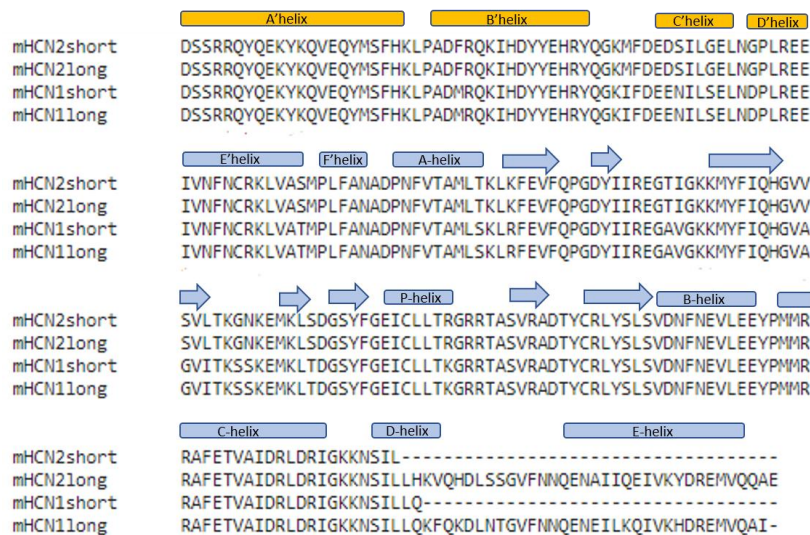 A'helix B'helix C'helix D'helix
mHCN2short DSSRRQYQEKYKQVEQYMSFHKLPADFRQKIHDYYEHRYQGKMFDEDSILGELNGPLREE
mHCN2long DSSRRQYQEKYKQVEQYMSFHKLPADFRQKIHDYYEHRYQGKMFDEDSILGELNGPLREE
mHCN1short DSSRRQYQEKYKQVEQYMSFHKLPADMRQKIHDYYEHRYQGKIFDEENILSELNDPLREE
mHCN1long DSSRRQYQEKYKQVEQYMSFHKLPADMRQKIHDYYEHRYQGKIFDEENILSELNDPLREE
E'helix F'helix A-helix
mHCN2short IVNFNCRKLVASMPLFANADPNFVTAMLTKLKFEVFQPGDYIIREGTIGKKMYFIQHGVV
mHCN2long IVNFNCRKLVASMPLFANADPNFVTAMLTKLKFEVFQPGDYIIREGTIGKKMYFIQHGVV
mHCN1short IVNFNCRKLVATMPLFANADPNFVTAMLSKLRFEVFQPGDYIIREGAVGKKMYFIQHGVA
mHCN1long IVNFNCRKLVATMPLFANADPNFVTAMLSKLRFEVFQPGDYIIREGAVGKKMYFIQHGVA
P-helix B-helix
mHCN2short SVLTKGNKEMKLSDGSYFGEICLLTRGRRTASVRADTYCRLYSLSVDNFNEVLEEYPMMR
mHCN2long SVLTKGNKEMKLSDGSYFGEICLLTRGRRTASVRADTYCRLYSLSVDNFNEVLEEYPMMR
mHCN1short GVITKSSKEMKLTDGSYFGEICLLTKGRRTASVRADTYCRLYSLSVDNFNEVLEEYPMMR
mHCN1long GVITKSSKEMKLTDGSYFGEICLLTKGRRTASVRADTYCRLYSLSVDNFNEVLEEYPMMR
C-helix D-helix E-helix
mHCN2short RAFETVAIDRLDRIGKKNSIL---------------------------------------
mHCN2long RAFETVAIDRLDRIGKKNSILLHKVQHDLSSGVFNNQENAIIQEIVKYDREMVQQAE
mHCN1short RAFETVAIDRLDRIGKKNSILLQ-------------------------------------
mHCN1long RAFETVAIDRLDRIGKKNSILLQKFQKDLNTGVFNNQENEILKQIVKHDREMVQAI-